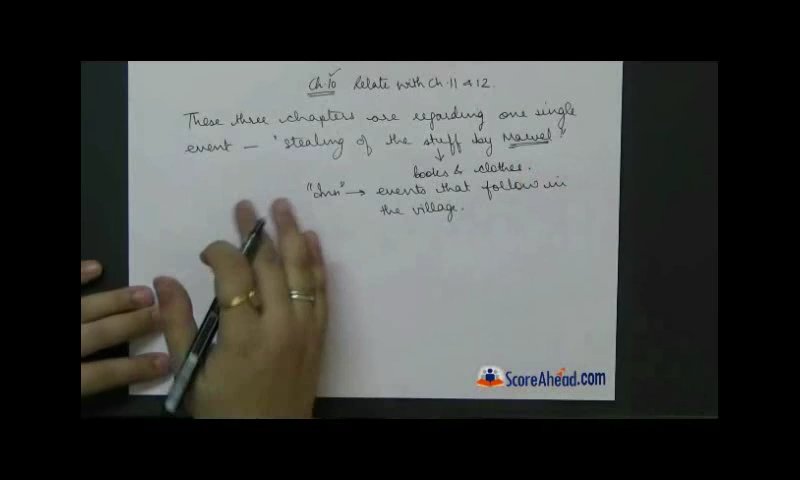 Ch.10 Relate with Ch.11 & 12.
These three chapters are regarding one single
event — "stealing of the stuff day Marvel"
↓
books & clothes.
"Inn" → events that follow in
the village.
ScoreAhead.com